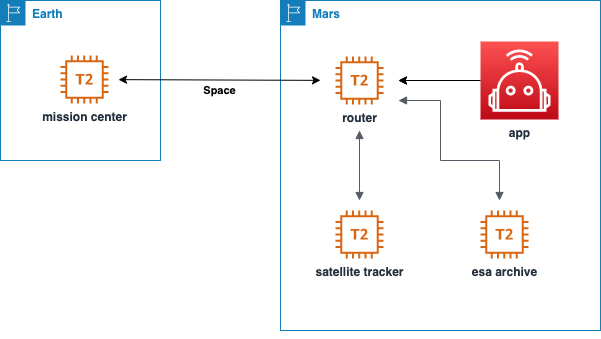 Earth
Mars
T2
mission center
Space
T2
router
app
T2
satellite tracker
T2
esa archive